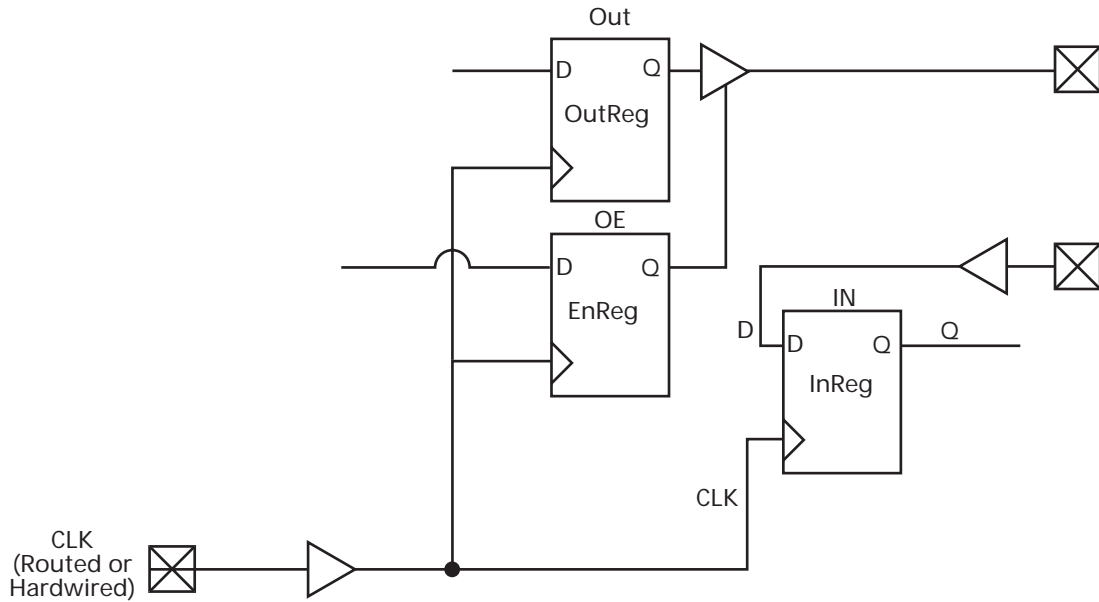 Out
D
Q
OutReg
OE
D
Q
EnReg
IN
D
D
Q
Q
InReg
CLK
CLK
(Routed or
Hardwired)